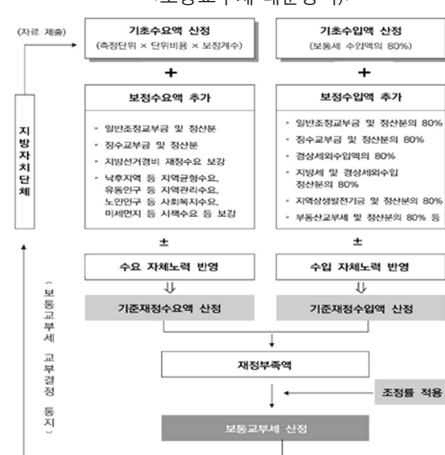 (자료 제출)
기초수요액 산정
(측정단위 × 단위비용 × 보정계수)
기초수입액 산정
(보통세 수입액의 80%)
+
+
보정수요액 추가
• 일반조정교부금 및 정산분
• 징수교부금 및 정산분
• 지방선거경비 재정수요 보강
• 낙후지역 등 지역균형수요,
유동인구 등 지역관리수요,
노인인구 등 사회복지수요,
미세먼지 등 시책수요 등 보강
보정수입액 추가
• 일반조정교부금 및 정산분의 80%
• 징수교부금 및 정산분의 80%
• 경상세외수입액의 80%
• 지방세 및 경상세외수입
정산분의 80%
• 지역상생발전기금 및 정산분의 80%
• 부동산교부세 및 정산분의 80% 등
지방자치단체
±
±
수요 자체노력 반영
수입 자체노력 반영
기준재정수요액 산정
기준재정수입액 산정
(보통교부세 교부결정 통지)
재정부족액
조정률 적용
보통교부세 산정